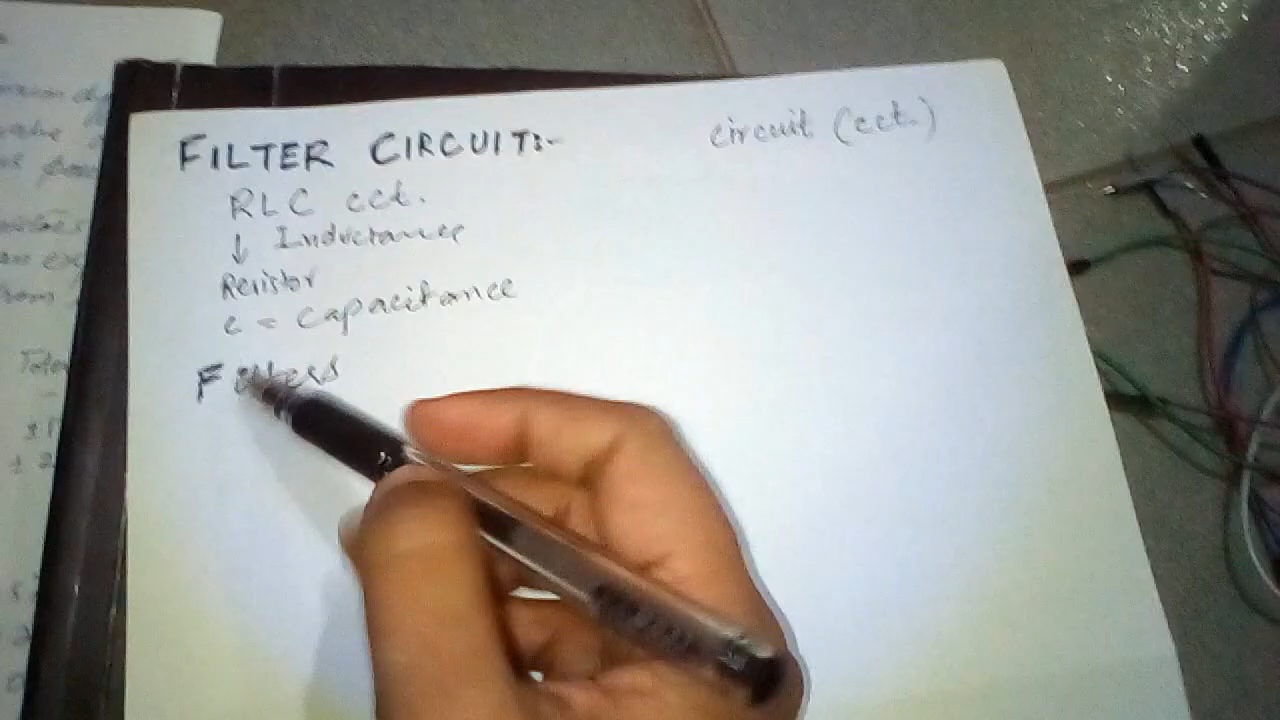 FILTER CIRCUIT:-
circuit (cct.)
RLC cct.
↓ Inductance
Resistor
c = capacitance
Filters